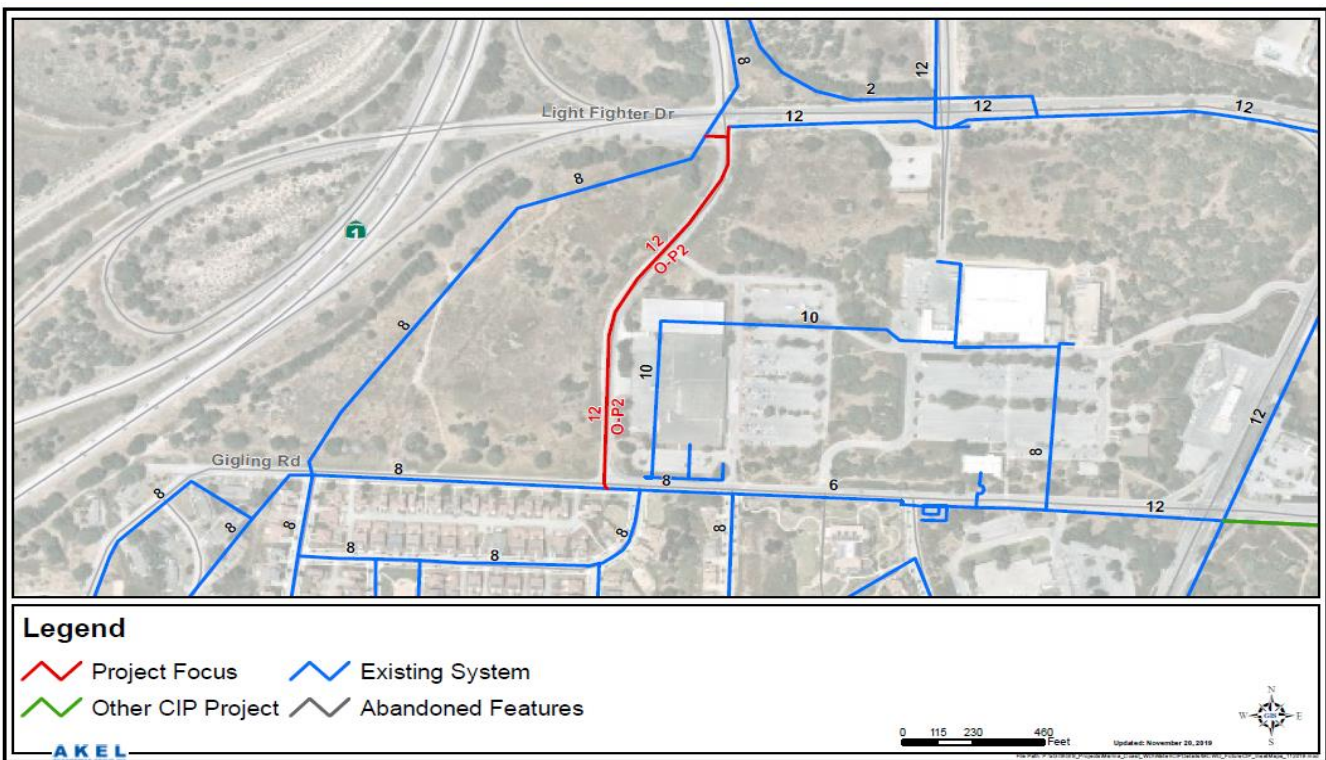 8
2
12
12
12
Light Fighter Dr
12
8
1
12
O-P2
8
10
10
12
O-P2
12
8
Gigling Rd
8
8
6
12
8
8
8
8
8
8
8
Legend
Project Focus Existing System
Other CIP Project Abandoned Features
AKEL
0 115 230 460
Feet
Updated: November 20, 2019
N
W GIS E
S